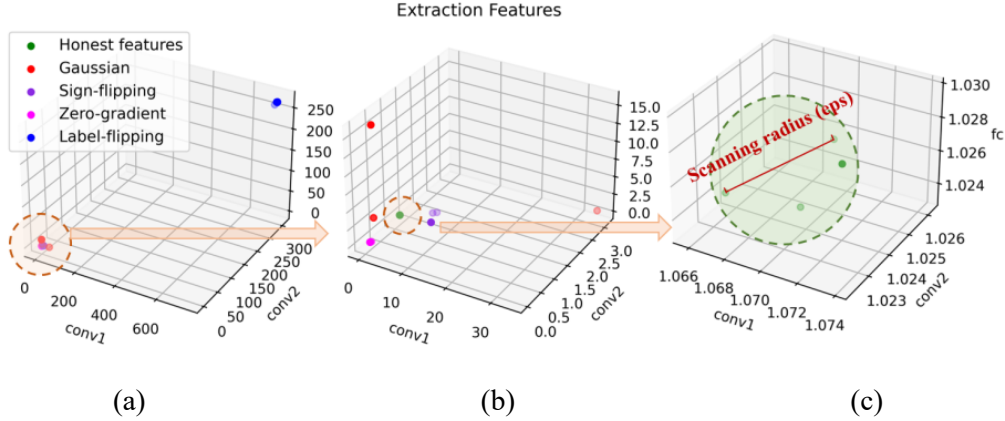 Extraction Features
Honest features
Gaussian
Sign-flipping
Zero-gradient
Label-flipping
250
200
150
100
50
0
300
250
200
150
100
50
0
0
200
400
600
conv1
conv2
15.0
12.5
10.0
7.5
5.0
2.5
0.0
3.0
2.5
2.0
1.5
1.0
0.5
0.0
0
10
20
30
conv1
conv2
Scanning radius (eps)
1.030
1.028
1.026
1.024
fc
1.026
1.025
1.024
1.023
1.066
1.068
1.070
1.072
1.074
conv1
conv2
(a)
(b)
(c)